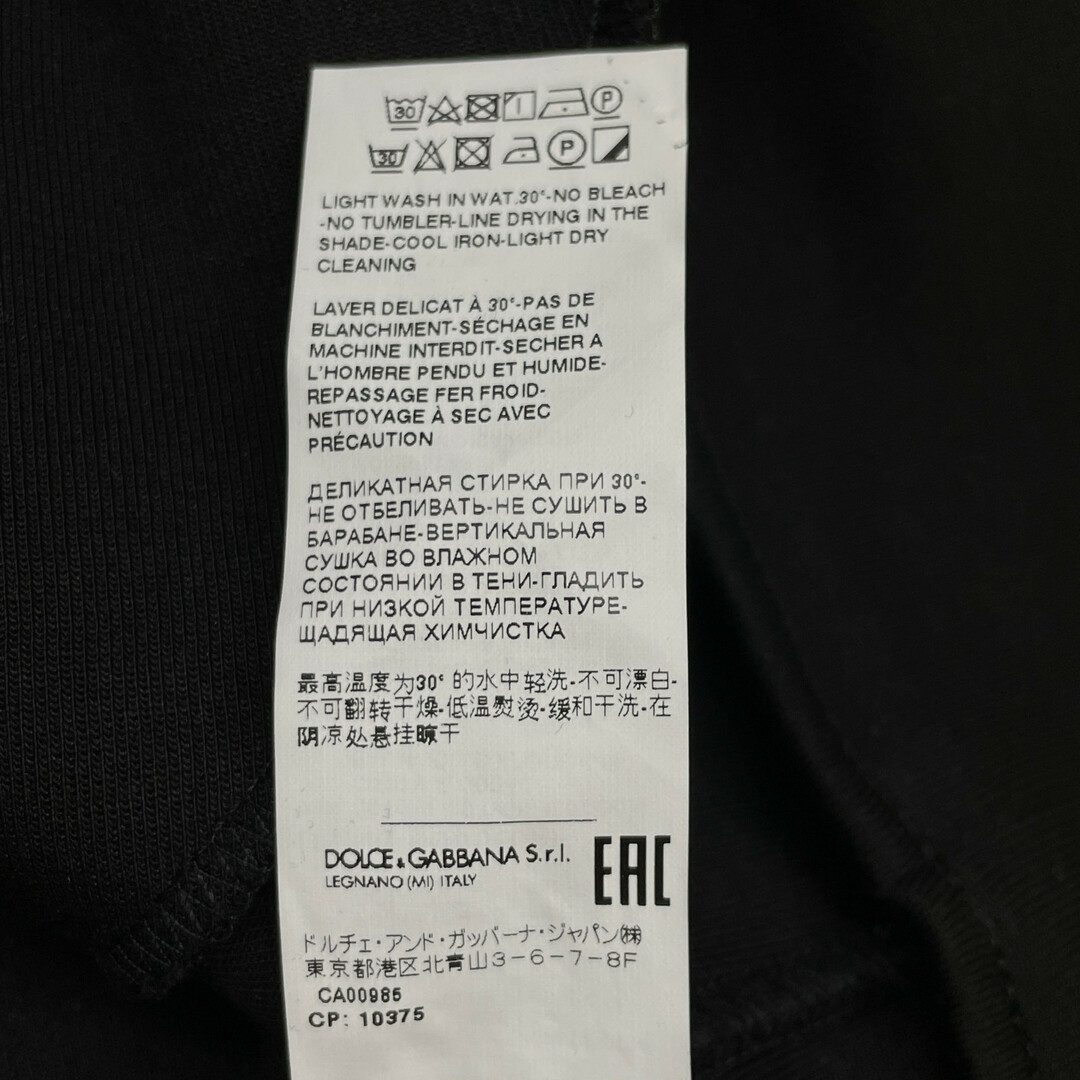 30 P
30 P
LIGHT WASH IN WAT.30°-NO BLEACH
-NO TUMBLER-LINE DRYING IN THE
SHADE-COOL IRON-LIGHT DRY
CLEANING
LAVER DELICAT À 30°-PAS DE
BLANCHIMENT-SÉCHAGE EN
MACHINE INTERDIT-SECHER A
L'HOMBRE PENDU ET HUMIDE-
REPASSAGE FER FROID-
NETTOYAGE À SEC AVEC
PRÉCAUTION
ДЕЛИКАТНАЯ СТИРКА ПРИ 30°-
НЕ ОТБЕЛИВАТЬ-НЕ СУШИТЬ В
БАРАБАНЕ-ВЕРТИКАЛЬНАЯ
СУШКА ВО ВЛАЖНОМ
СОСТОЯНИИ В ТЕНИ-ГЛАДИТЬ
ПРИ НИЗКОЙ ТЕМПЕРАТУРЕ-
ЩАДЯЩАЯ ХИМЧИСТКА
最高温度为30°的水中轻洗-不可漂白-
不可翻转干燥-低温熨烫-缓和干洗-在
阴凉处悬挂晾干
DOLCE & GABBANA S.r.l.
LEGNANO (MI) ITALY
EAC
ドルチェ・アンド・ガッバーナ・ジャパン㈱
東京都港区北青山3-6-7-8F
CA00985
CP: 10375